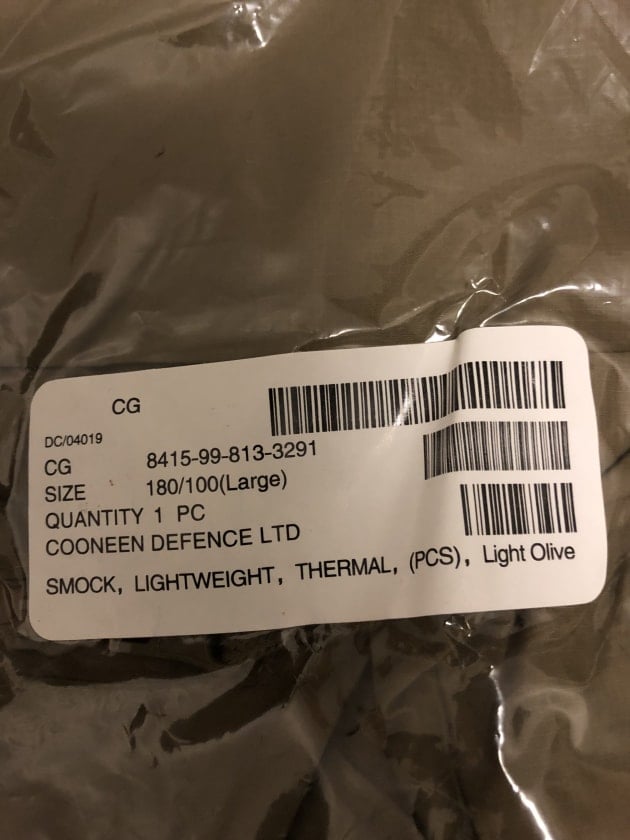 CG
DC/04019
CG 8415-99-813-3291
SIZE 180/100(Large)
QUANTITY 1 PC
COONEEN DEFENCE LTD
SMOCK, LIGHTWEIGHT, THERMAL, (PCS), Light Olive